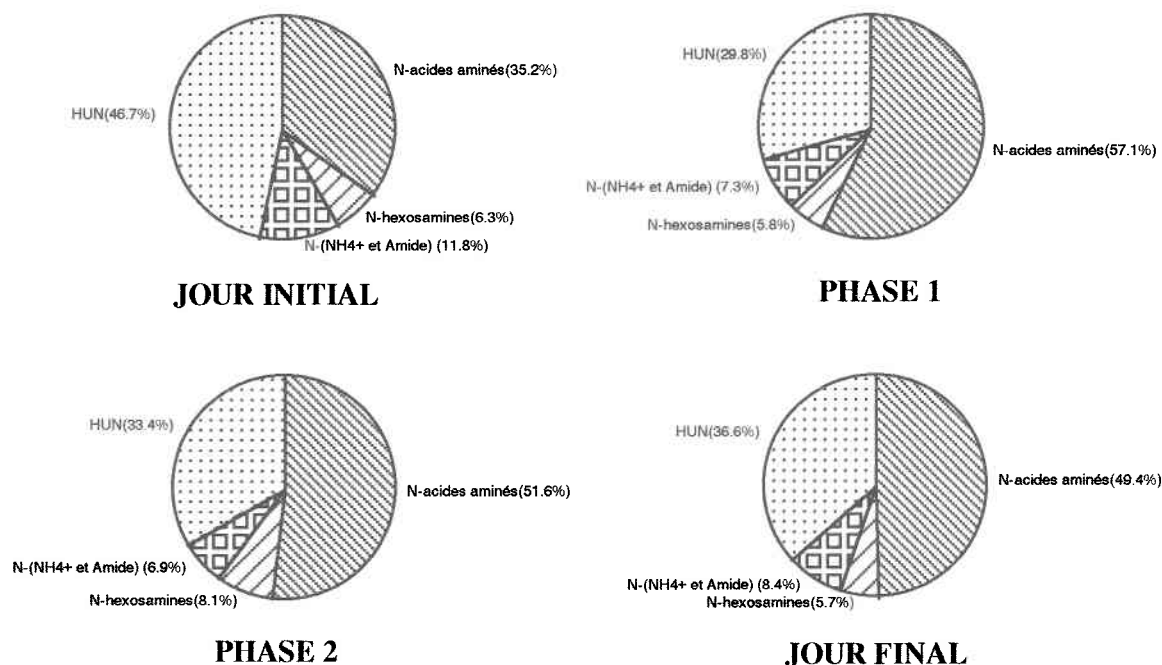 N-acides aminés(35.2%)
HUN(46.7%)
N-hexosamines(6.3%)
N-(NH4+ et Amide) (11.8%)
JOUR INITIAL
HUN(29.8%)
N-acides aminés(57.1%)
N-(NH4+ et Amide) (7.3%)
N-hexosamines(5.8%)
PHASE 1
HUN(33.4%)
N-acides aminés(51.6%)
N-(NH4+ et Amide) (6.9%)
N-hexosamines(8.1%)
PHASE 2
HUN(36.6%)
N-acides aminés(49.4%)
N-(NH4+ et Amide) (8.4%)
N-hexosamines(5.7%)
JOUR FINAL